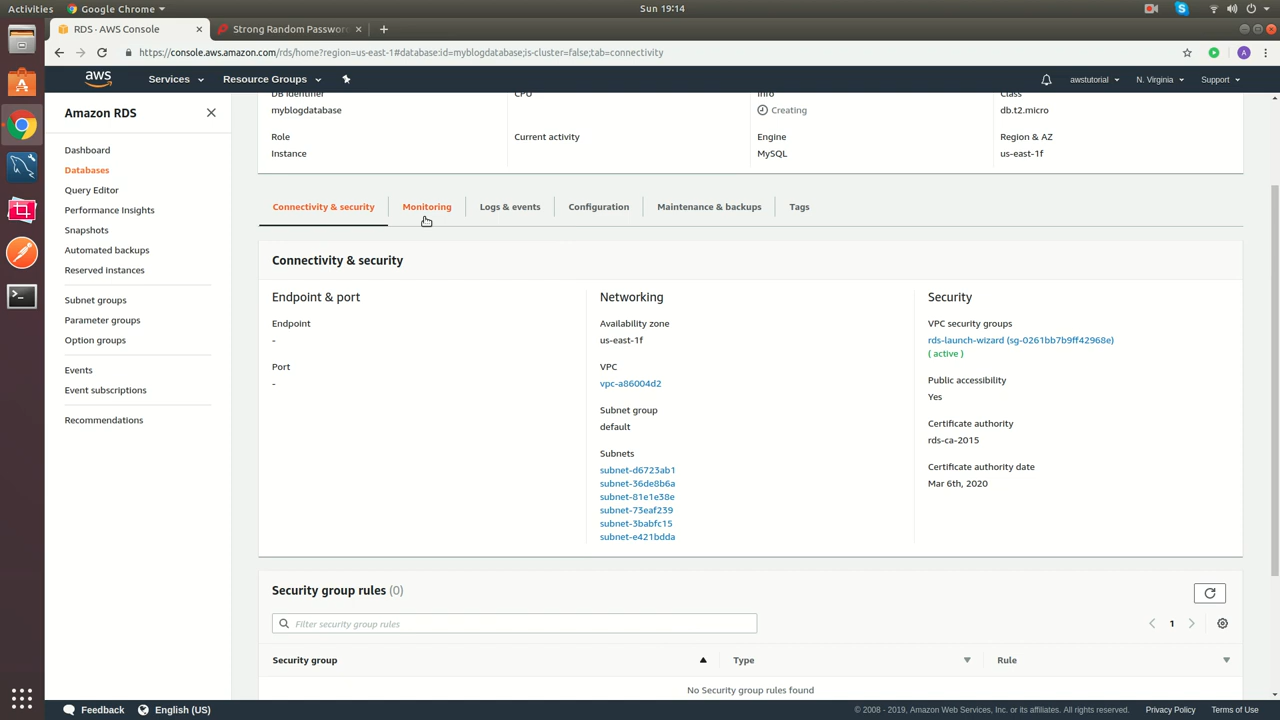 Activities
Google Chrome
Sun 19:14
RDS · AWS Console
Strong Random Passwor
https://console.aws.amazon.com/rds/home?region=us-east-1#database:id=myblogdatabase;is-cluster=false;tab=connectivity
A
aws
Services
Resource Groups
awstutorial
N. Virginia
Support
Amazon RDS
Dashboard
Databases
Query Editor
Performance Insights
Snapshots
Automated backups
Reserved instances
Subnet groups
Parameter groups
Option groups
Events
Event subscriptions
Recommendations
DB identifier
CPU
Info
Class
myblogdatabase
Creating
db.t2.micro
Role
Current activity
Engine
Region & AZ
Instance
MySQL
us-east-1f
Connectivity & security
Monitoring
Logs & events
Configuration
Maintenance & backups
Tags
Connectivity & security
Endpoint & port
Endpoint
-
Port
-
Networking
Availability zone
us-east-1f
VPC
vpc-a86004d2
Subnet group
default
Subnets
subnet-d6723ab1
subnet-36de8b6a
subnet-81e1e38e
subnet-73eaf239
subnet-3babfc15
subnet-e421bdda
Security
VPC security groups
rds-launch-wizard (sg-0261bb7b9ff42968e)
( active )
Public accessibility
Yes
Certificate authority
rds-ca-2015
Certificate authority date
Mar 6th, 2020
Security group rules (0)
Filter security group rules
1
Security group
Type
Rule
No Security group rules found
Feedback
English (US)
© 2008 - 2019, Amazon Web Services, Inc. or its affiliates. All rights reserved.
Privacy Policy
Terms of Use